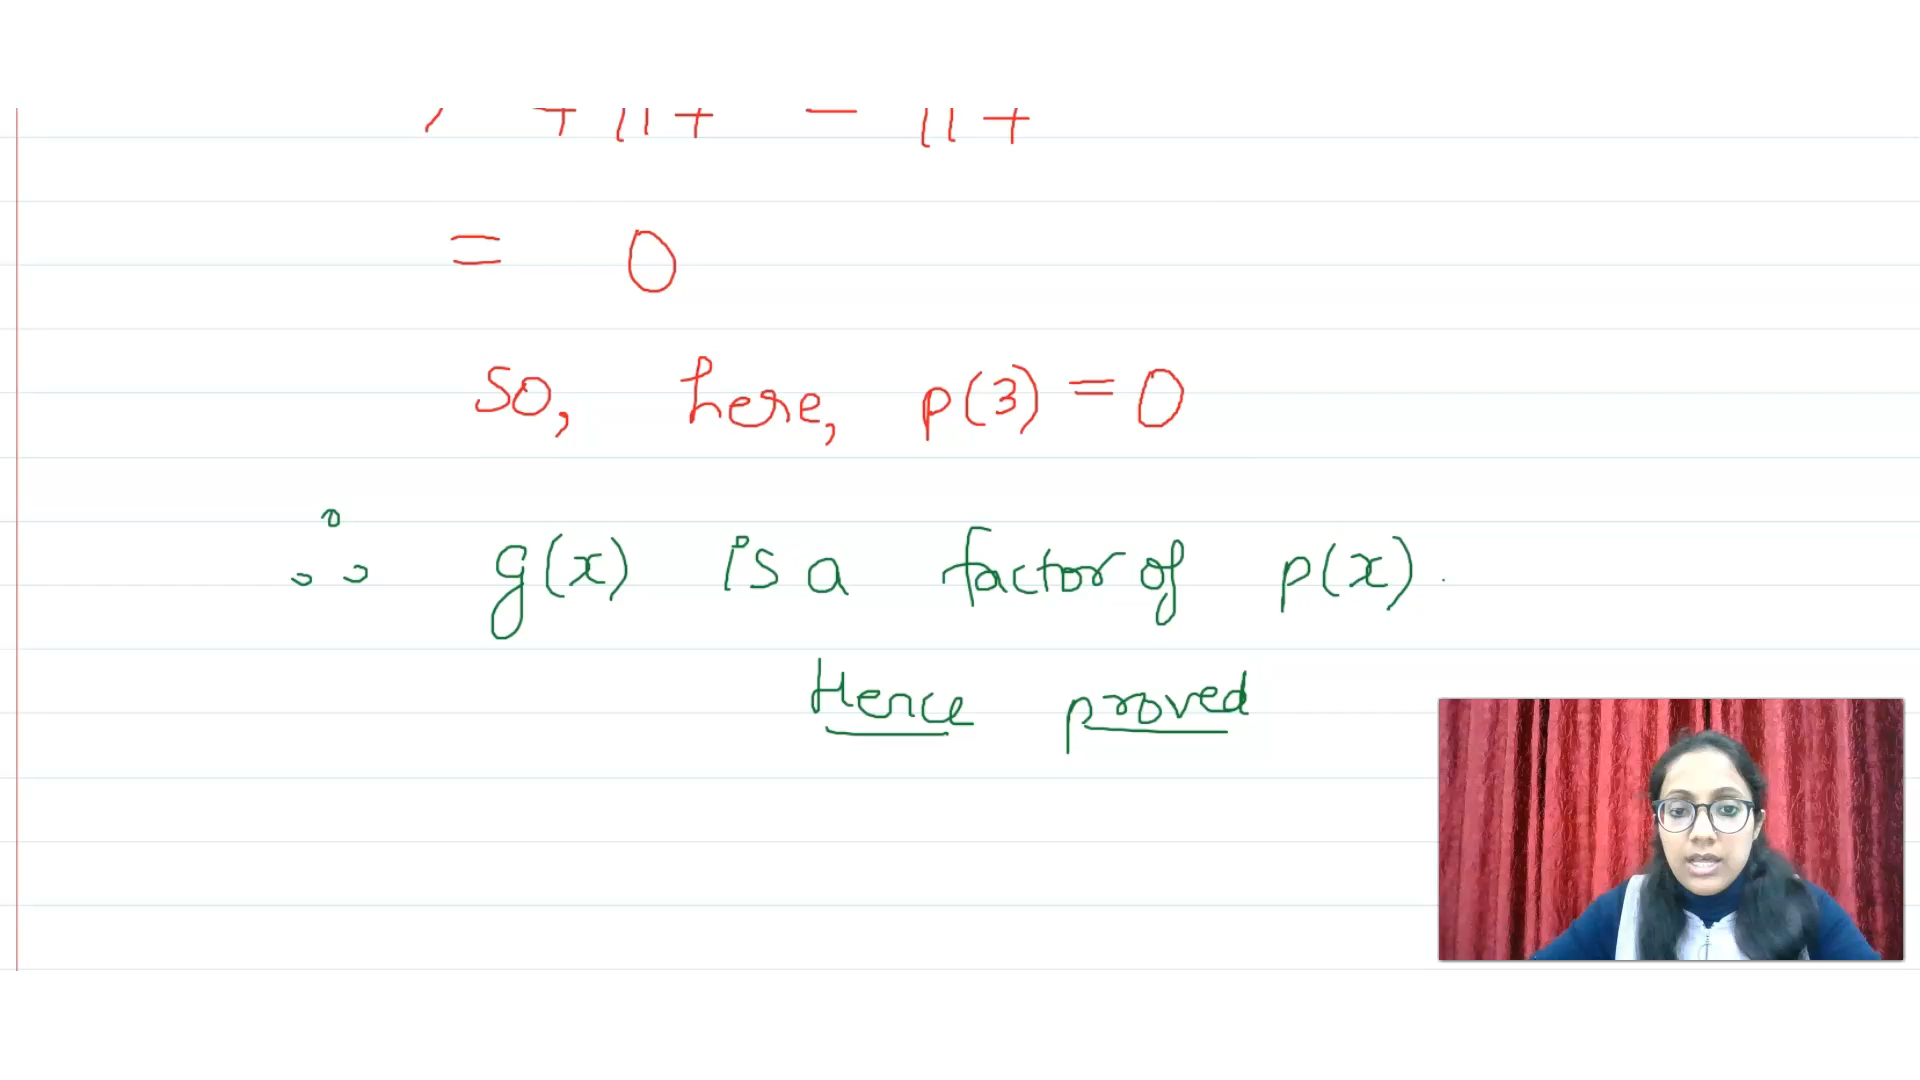 = 0
so, here, p(3) = 0
∴ g(x) is a factor of p(x).
Hence proved